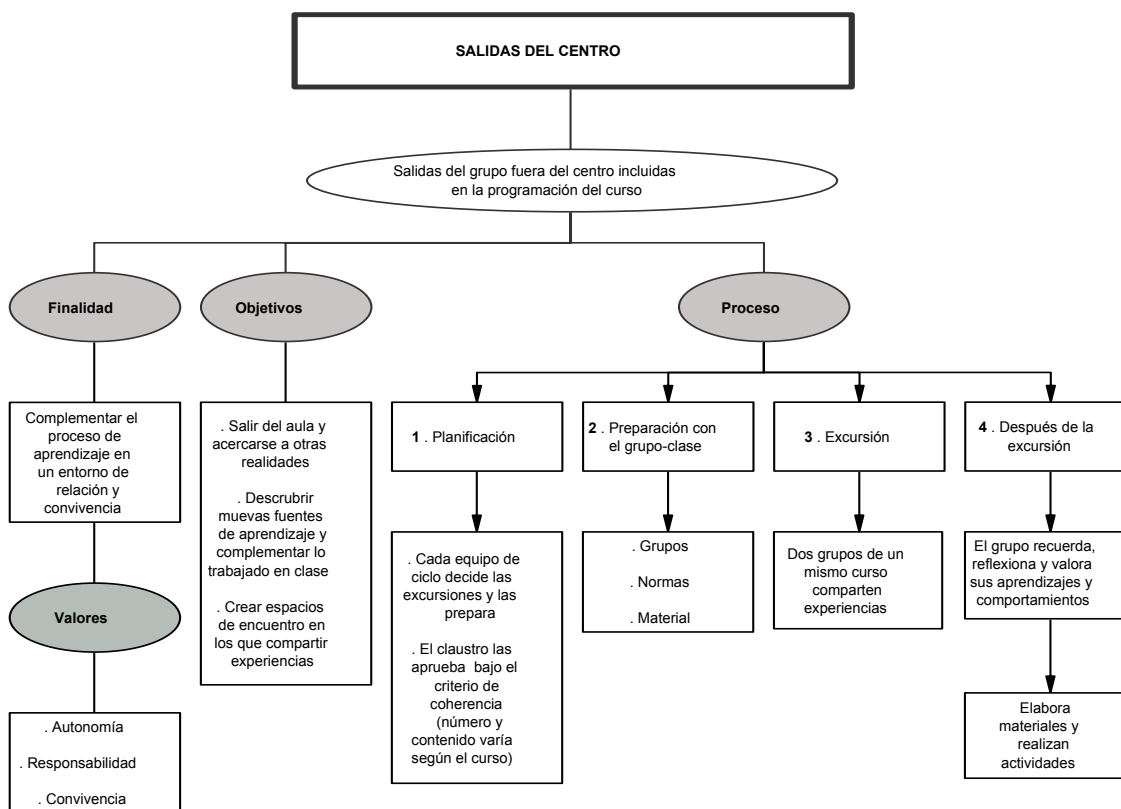 SALIDAS DEL CENTRO
Salidas del grupo fuera del centro incluidas
en la programación del curso
Finalidad
Objetivos
Proceso
Complementar el
proceso de
aprendizaje en
un entorno de
relación y
convivencia
Valores
. Autonomía
. Responsabilidad
. Convivencia
. Salir del aula y
acercarse a otras
realidades
. Descrubrir
muevas fuentes
de aprendizaje y
complementar lo
trabajado en clase
. Crear espacios
de encuentro en
los que compartir
experiencias
1 . Planificación
. Cada equipo de
ciclo decide las
excursiones y las
prepara
. El claustro las
aprueba bajo el
criterio de
coherencia
(número y
contenido varía
según el curso)
2 . Preparación con
el grupo-clase
. Grupos
. Normas
. Material
3 . Excursión
Dos grupos de un
mismo curso
comparten
experiencias
4 . Después de la
excursión
El grupo recuerda,
reflexiona y valora
sus aprendizajes y
comportamientos
Elabora
materiales y
realizan
actividades